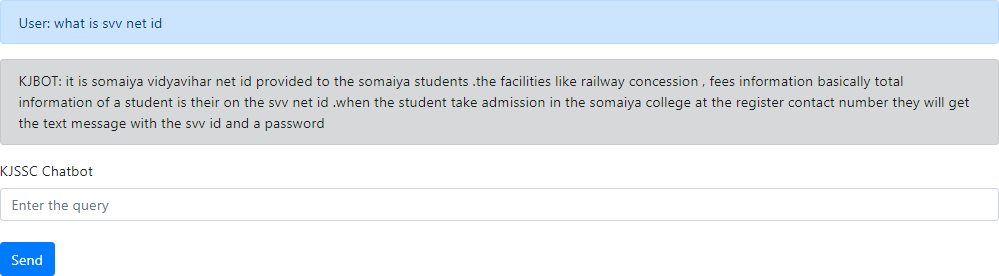 User: what is svv net id
KJBOT: it is somaiya vidyavihar net id provided to the somaiya students .the facilities like railway concession , fees information basically total
information of a student is their on the svv net id .when the student take admission in the somaiya college at the register contact number they will get
the text message with the svv id and a password
KJSSC Chatbot
Enter the query
Send